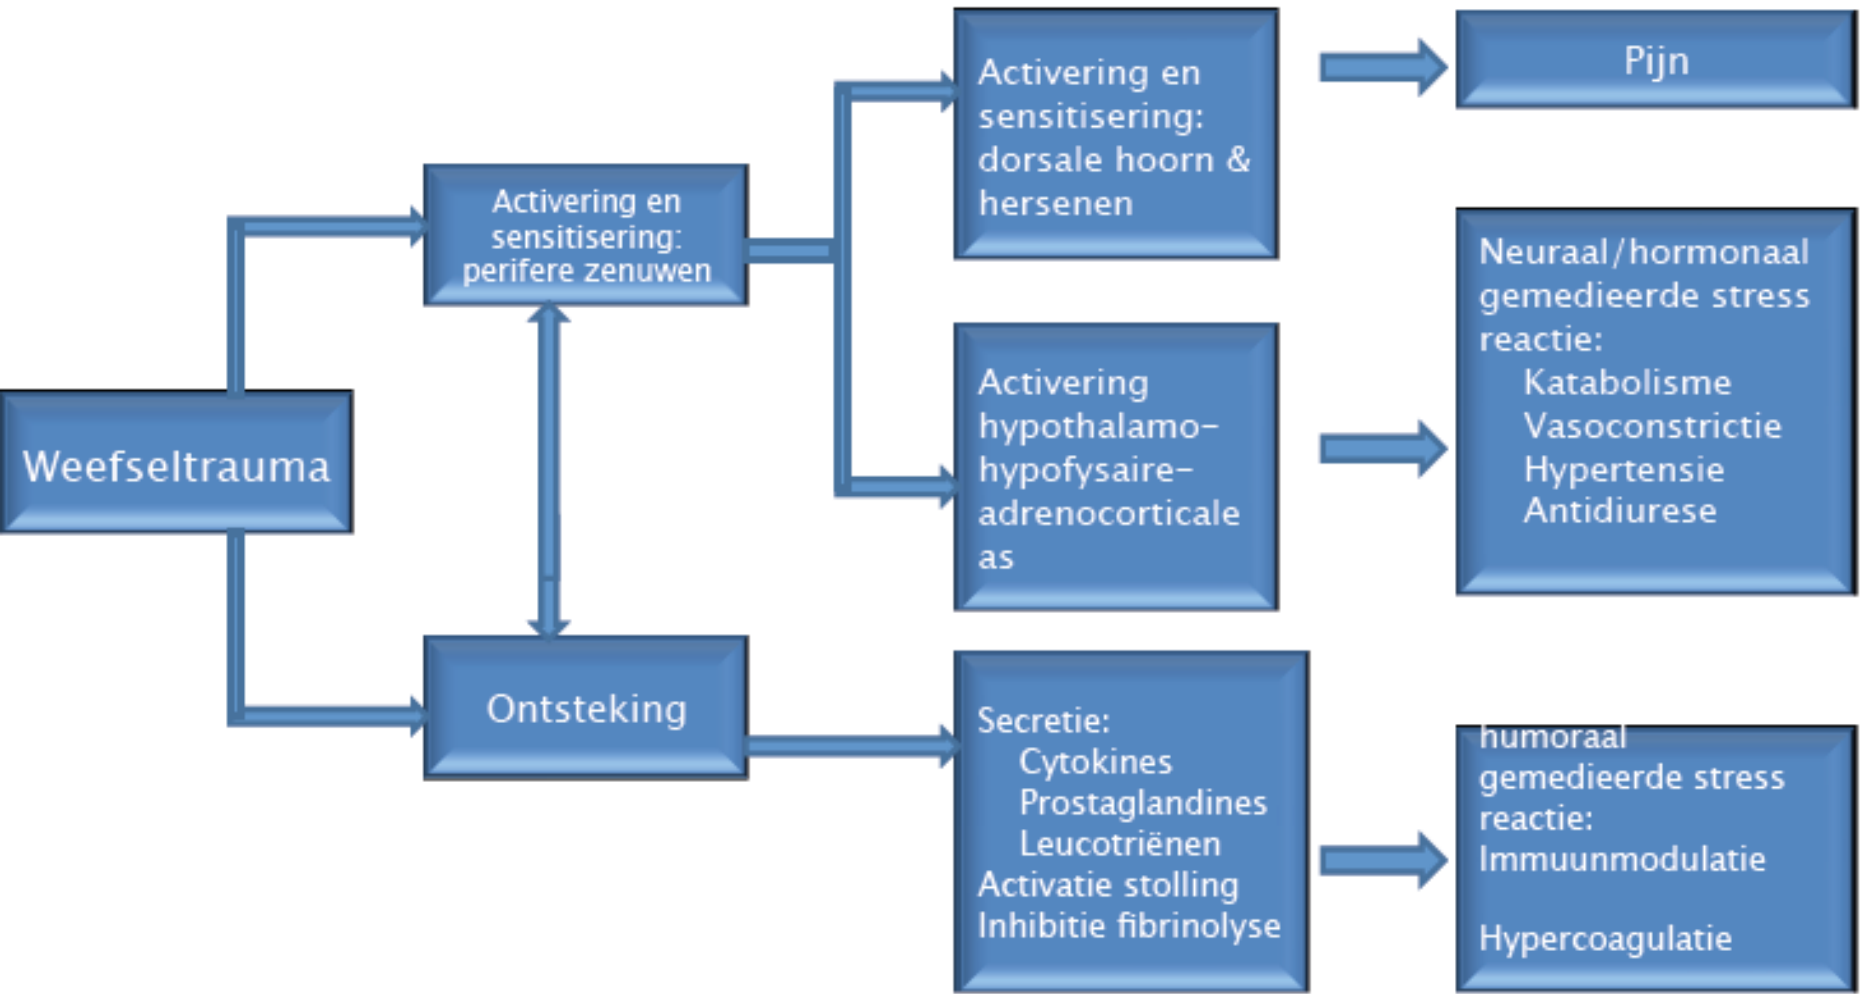 Weefseltrauma
Activering en
sensitisering:
perifere zenuwen
Ontsteking
Activering en
sensitisering:
dorsale hoorn &
hersenen
Activering
hypothalamo-
hypofysaire-
adrenocorticale
as
Secretie:
Cytokines
Prostaglandines
Leucotriënen
Activatie stolling
Inhibitie fibrinolyse
Pijn
Neuraal/hormonaal
gemedieerde stress
reactie:
Katabolisme
Vasoconstrictie
Hypertensie
Antidiurese
humoraal
gemedieerde stress
reactie:
Immuunmodulatie
Hypercoagulatie